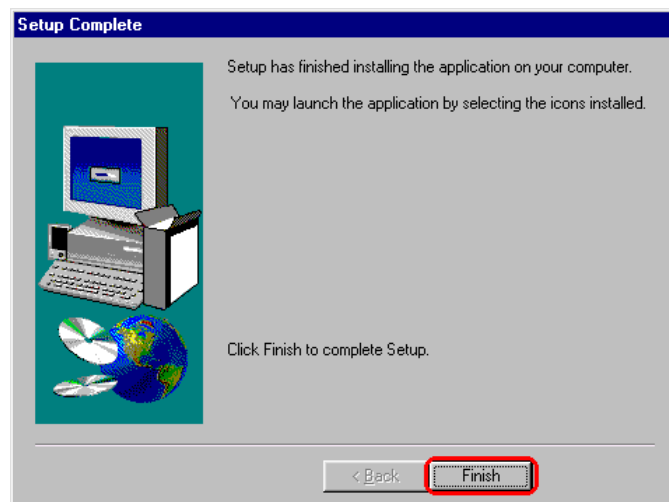 Setup Complete
Setup has finished installing the application on your computer.
You may launch the application by selecting the icons installed.
Click Finish to complete Setup.
< Back Finish